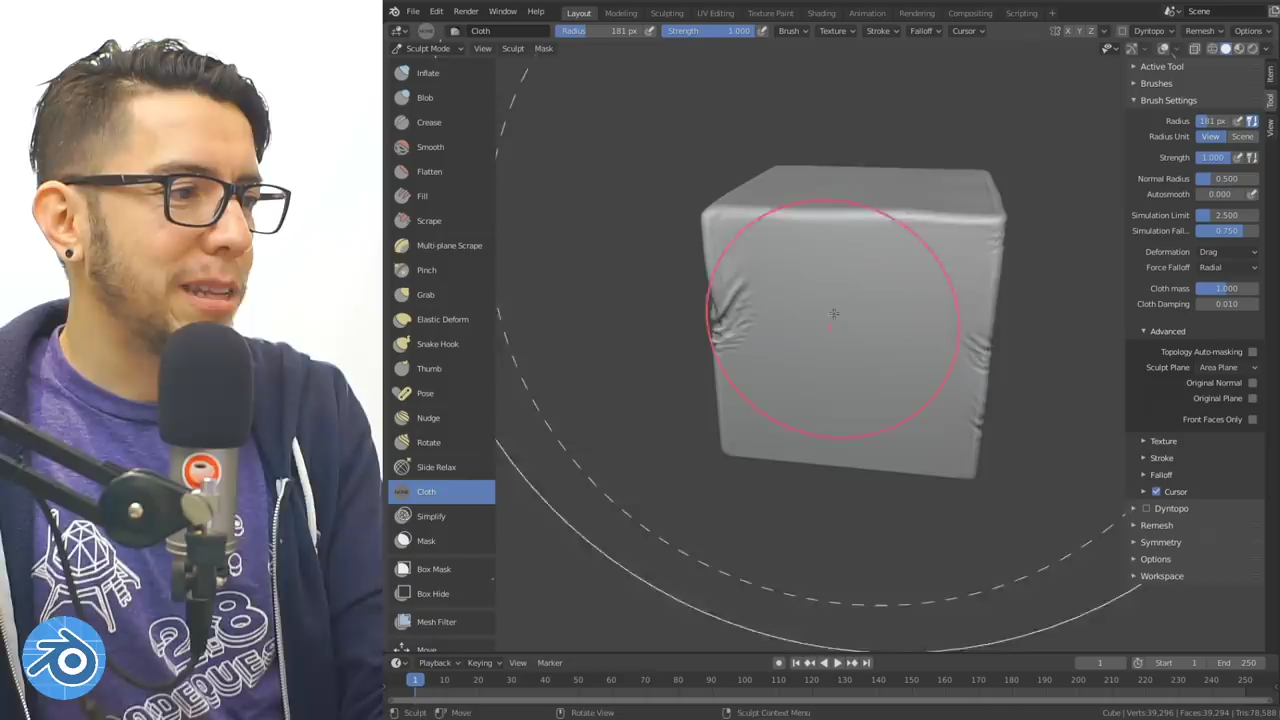 File Edit Render Window Help Layout Modeling Sculpting UV Editing Texture Paint Shading Animation Rendering Compositing Scripting + Scene
NONE Cloth Radius 181 px Strength 1.000 Brush Texture Stroke Falloff Cursor X Y Z Dyntopo Remesh Options
Sculpt Mode View Sculpt Mask
Inflate
Blob
Crease
Smooth
Flatten
Fill
Scrape
Multi-plane Scrape
Pinch
Grab
Elastic Deform
Snake Hook
Thumb
Pose
Nudge
Rotate
Slide Relax
NONE Cloth
Simplify
Mask
Box Mask
Box Hide
Mesh Filter
Move
Active Tool
Brushes
Brush Settings
Radius 181 px
Radius Unit View Scene
Strength 1.000
Normal Radius 0.500
Autosmooth 0.000
Simulation Limit 2.500
Simulation Fall... 0.750
Deformation Drag
Force Falloff Radial
Cloth mass 1.000
Cloth Damping 0.010
Advanced
Topology Auto-masking
Sculpt Plane Area Plane
Original Normal
Original Plane
Front Faces Only
Texture
Stroke
Falloff
Cursor
Dyntopo
Remesh
Symmetry
Options
Workspace
Item
Tool
View
2.8
Playback Keying View Marker 1 Start 1 End 250
1 10 20 30 40 50 60 70 80 90 100 110 120 130 140 150 160 170 180 190 200 210 220 230 240 250
Sculpt Move Rotate View Sculpt Context Menu Cube | Verts:39,296 | Faces:39,294 | Tris:78,588